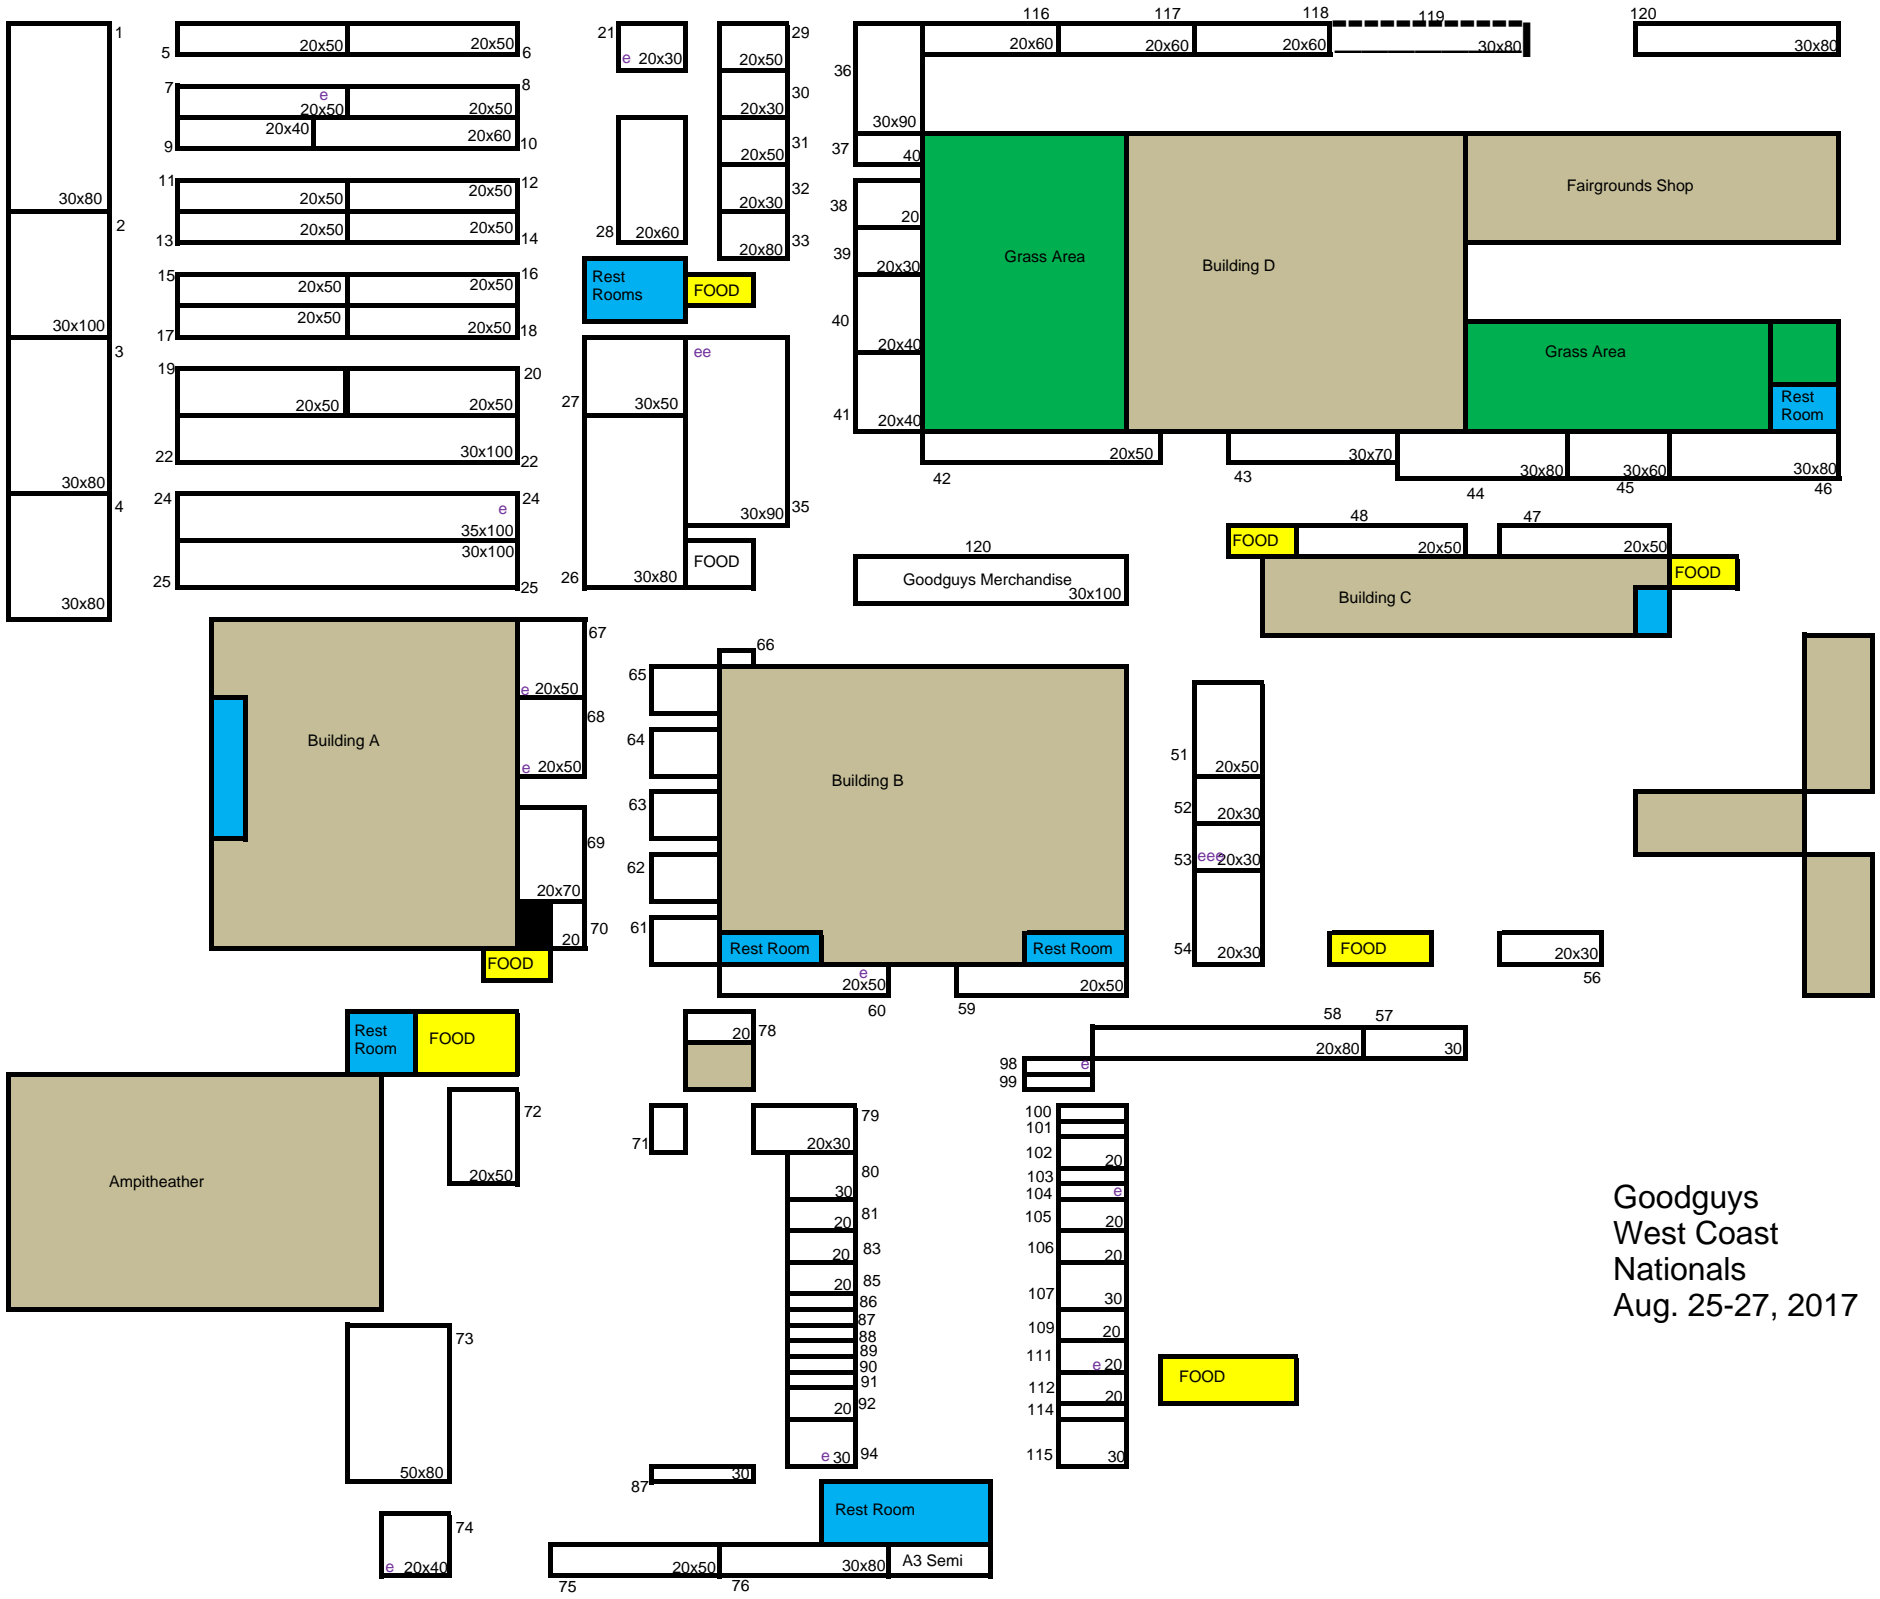 116
117
118
119
120
1
21
29
20x50
20x50
20x60
20x60
20x60
30x80
30x80
5
6
e 20x30
20x50
36
7
8
e
20x50
20x50
30
20x30
20x40
20x60
30x90
9
10
31
20x50
37
40
11
12
20x50
20x50
32
20x30
Fairgrounds Shop
30x80
38
20
2
20x50
20x50
28
20x60
33
20x80
13
14
39
20x30
Grass Area
Building D
15
16
20x50
20x50
Rest
Rooms
FOOD
20x50
20x50
40
20x40
30x100
17
18
3
ee
Grass Area
19
20
20x50
20x50
27
30x50
41
20x40
Rest
Room
22
30x100
22
20x50
30x70
30x80
30x60
30x80
42
43
44
45
46
30x80
4
24
24
e
35x100
30x90
35
48
47
30x100
FOOD
20x50
20x50
120
25
25
26
30x80
FOOD
Goodguys Merchandise
30x100
FOOD
Building C
30x80
67
66
65
e 20x50
68
Building A
64
51
e 20x50
Building B
20x50
63
52
20x30
69
53
eee
20x30
62
20x70
61
70
20
Rest Room
Rest Room
54
20x30
FOOD
20x30
56
FOOD
e
20x50
20x50
60
59
58
57
Rest
Room
FOOD
20
78
20x80
30
98
e
99
72
79
100
71
20x30
101
102
20
20x50
80
30
103
104
e
Ampitheather
81
20
105
20
83
20
106
20
85
20
86
107
30
87
73
88
109
20
89
90
111
e 20
91
FOOD
92
20
112
20
114
94
e 30
115
30
50x80
87
30
Rest Room
74
e 20x40
20x50
30x80
A3 Semi
75
76
Goodguys
West Coast
Nationals
Aug. 25-27, 2017